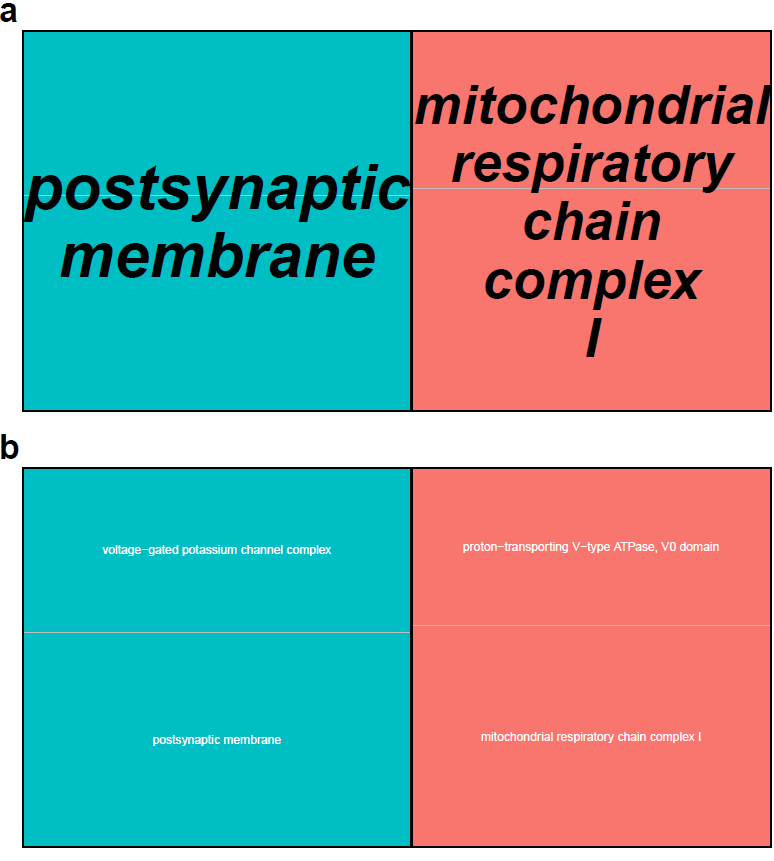 a
postsynaptic
membrane
mitochondrial
respiratory
chain
complex
I
b
voltage−gated potassium channel complex
proton−transporting V−type ATPase, V0 domain
postsynaptic membrane
mitochondrial respiratory chain complex I